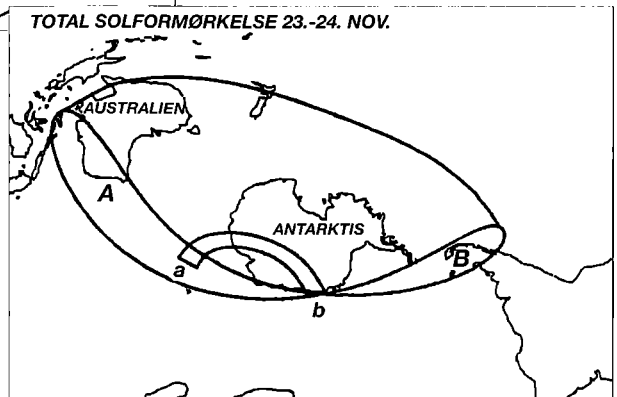 TOTAL SOLFORMØRKELSE 23.-24. NOV.
AUSTRALIEN
A
ANTARKTIS
B
a
b